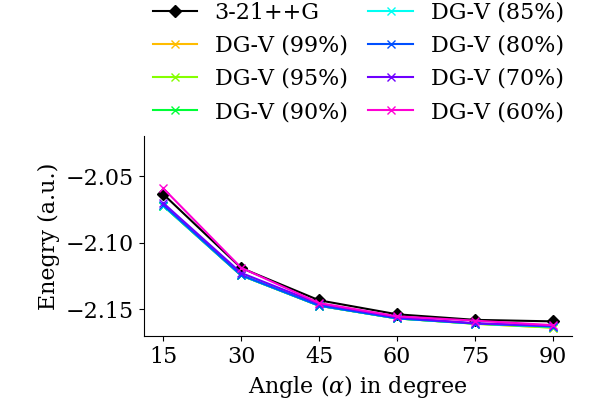 3-21++G
DG-V (99%)
DG-V (95%)
DG-V (90%)
DG-V (85%)
DG-V (80%)
DG-V (70%)
DG-V (60%)
Enegry (a.u.)
−2.05
−2.10
−2.15
15 30 45 60 75 90
Angle (α) in degree